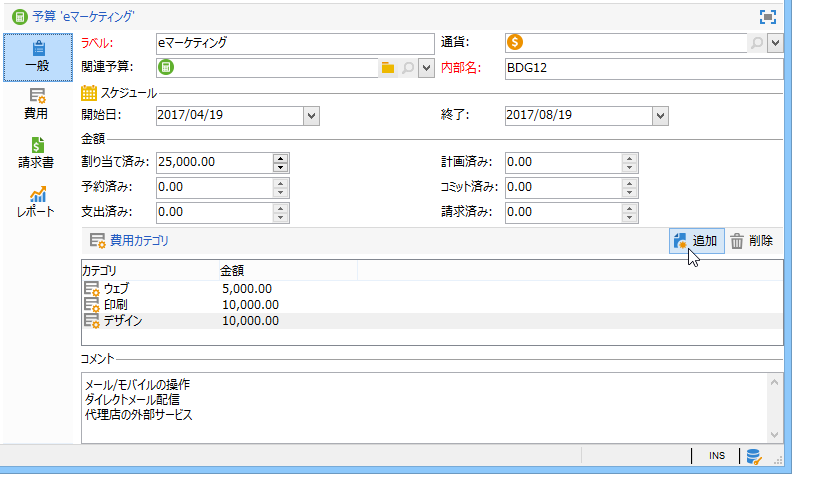 予算 'eマーケティング'
一般
費用
請求書
レポート
ラベル: eマーケティング 通貨:
関連予算: 内部名: BDG12
スケジュール
開始日: 2017/04/19 終了: 2017/08/19
金額
割り当て済み: 25,000.00 計画済み: 0.00
予約済み: 0.00 コミット済み: 0.00
支出済み: 0.00 請求済み: 0.00
費用カテゴリ 追加 削除
カテゴリ 金額
ウェブ 5,000.00
印刷 10,000.00
デザイン 10,000.00
コメント
メール/モバイルの操作
ダイレクトメール配信
代理店の外部サービス
INS